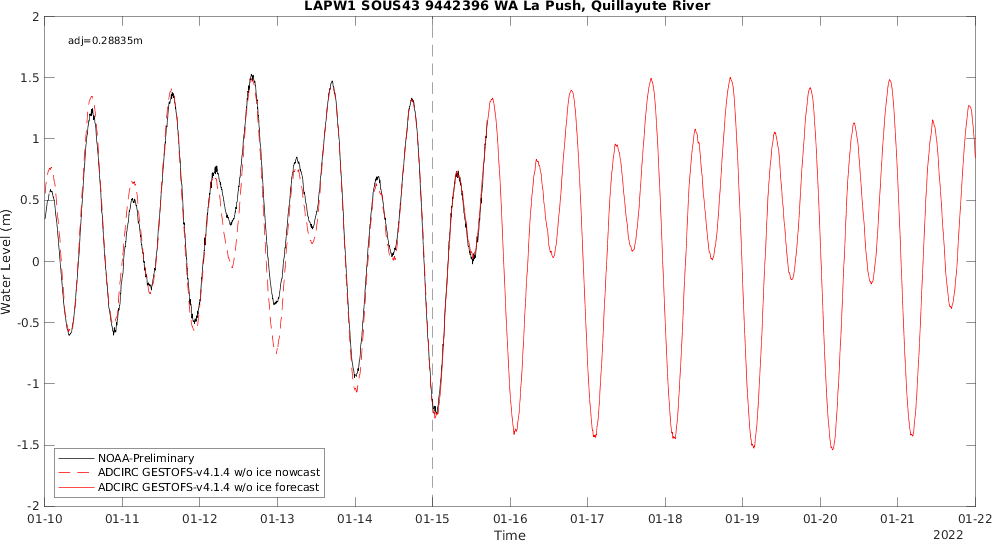 LAPW1 SOUS43 9442396 WA La Push, Quillayute River
adj=0.28835m
2
1.5
1
0.5
0
-0.5
-1
-1.5
-2
Water Level (m)
NOAA-Preliminary
ADCIRC GESTOFS-v4.1.4 w/o ice nowcast
ADCIRC GESTOFS-v4.1.4 w/o ice forecast
01-10 01-11 01-12 01-13 01-14 01-15 01-16 01-17 01-18 01-19 01-20 01-21 01-22
Time
2022